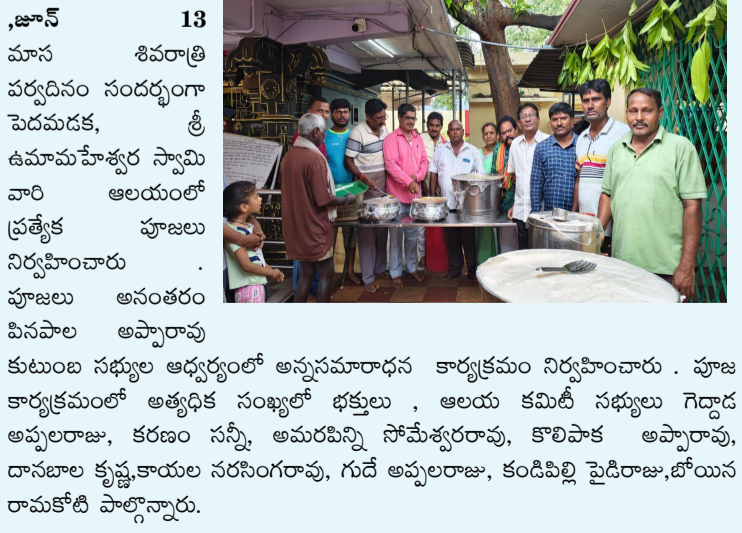 ,జూన్ 13
మాస శివరాత్రి
పర్వదినం సందర్భంగా
పెదమడక, శ్రీ
ఉమామహేశ్వర స్వామి
వారి ఆలయంలో
ప్రత్యేక పూజలు
నిర్వహించారు .
పూజలు అనంతరం
పినపాల అప్పారావు
కుటుంబ సభ్యుల ఆధ్వర్యంలో అన్నసమారాధన కార్యక్రమం నిర్వహించారు . పూజ
కార్యక్రమంలో అత్యధిక సంఖ్యలో భక్తులు , ఆలయ కమిటీ సభ్యులు గెద్దాడ
అప్పలరాజు, కరణం సన్నీ, అమరపిన్ని సోమేశ్వరరావు, కొలిపాక అప్పారావు,
దానబాల కృష్ణ,కాయల నరసింగరావు, గుదే అప్పలరాజు, కండిపిల్లి పైడిరాజు,బోయిన
రామకోటి పాల్గొన్నారు.